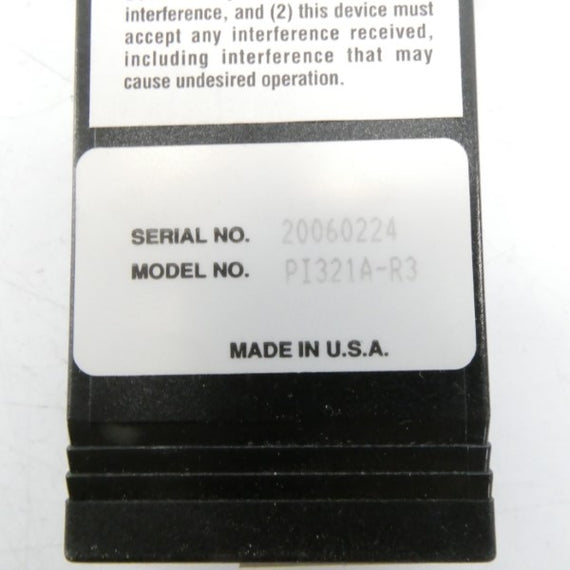 interference, and (2) this device must
accept any interference received,
including interference that may
cause undesired operation.
SERIAL NO. 20060224
MODEL NO. PI321A-R3
MADE IN U.S.A.